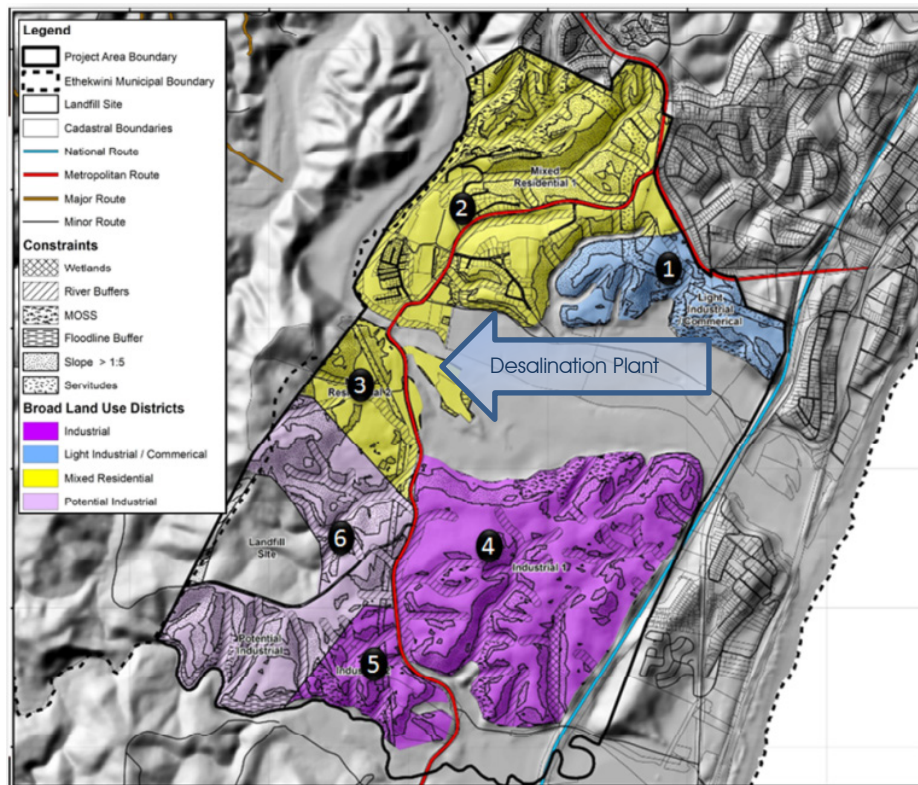 Legend
Project Area Boundary
Ethekwini Municipal Boundary
Landfill Site
Cadastral Boundaries
National Route
Metropolitan Route
Major Route
Minor Route
Constraints
Wetlands
River Buffers
MOSS
Floodline Buffer
Slope > 1:5
Servitudes
Broad Land Use Districts
Industrial
Light Industrial / Commerical
Mixed Residential
Potential Industrial
Mixed
Residential 1
2
1
Light
Industrial
Commerical
Desalination Plant
3
4
Industrial 1
6
Landfill
Site
Potential
Industrial
5